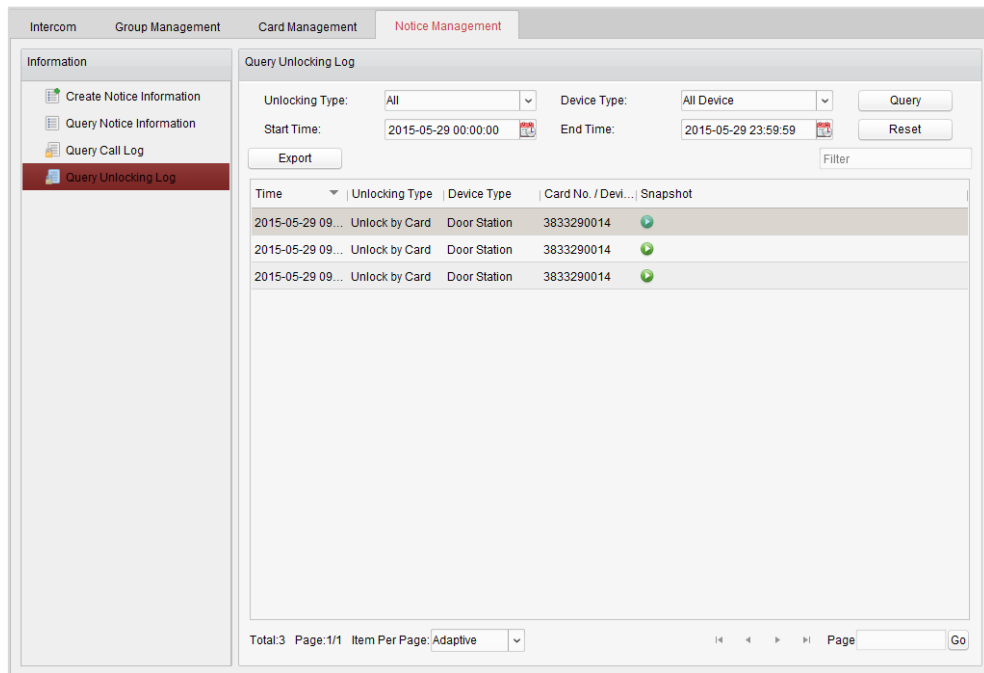 Intercom Group Management Card Management Notice Management
Information
Create Notice Information
Query Notice Information
Query Call Log
Query Unlocking Log
Query Unlocking Log
Unlocking Type: All Device Type: All Device Query
Start Time: 2015-05-29 00:00:00 End Time: 2015-05-29 23:59:59 Reset
Export Filter
Time Unlocking Type Device Type Card No. / Devi... Snapshot
2015-05-29 09... Unlock by Card Door Station 3833290014
2015-05-29 09... Unlock by Card Door Station 3833290014
2015-05-29 09... Unlock by Card Door Station 3833290014
Total:3 Page:1/1 Item Per Page: Adaptive Page Go